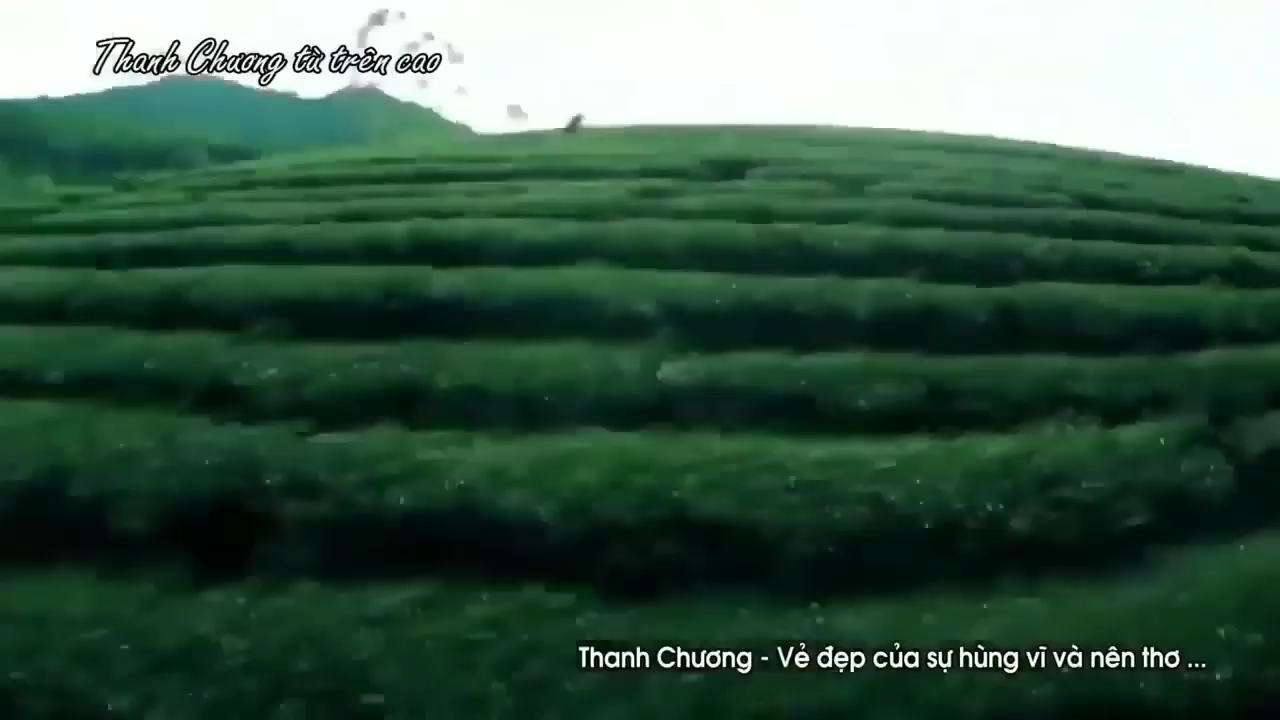 Thanh Chương từ trên cao
Thanh Chương - Vẻ đẹp của sự hùng vĩ và nên thơ ...